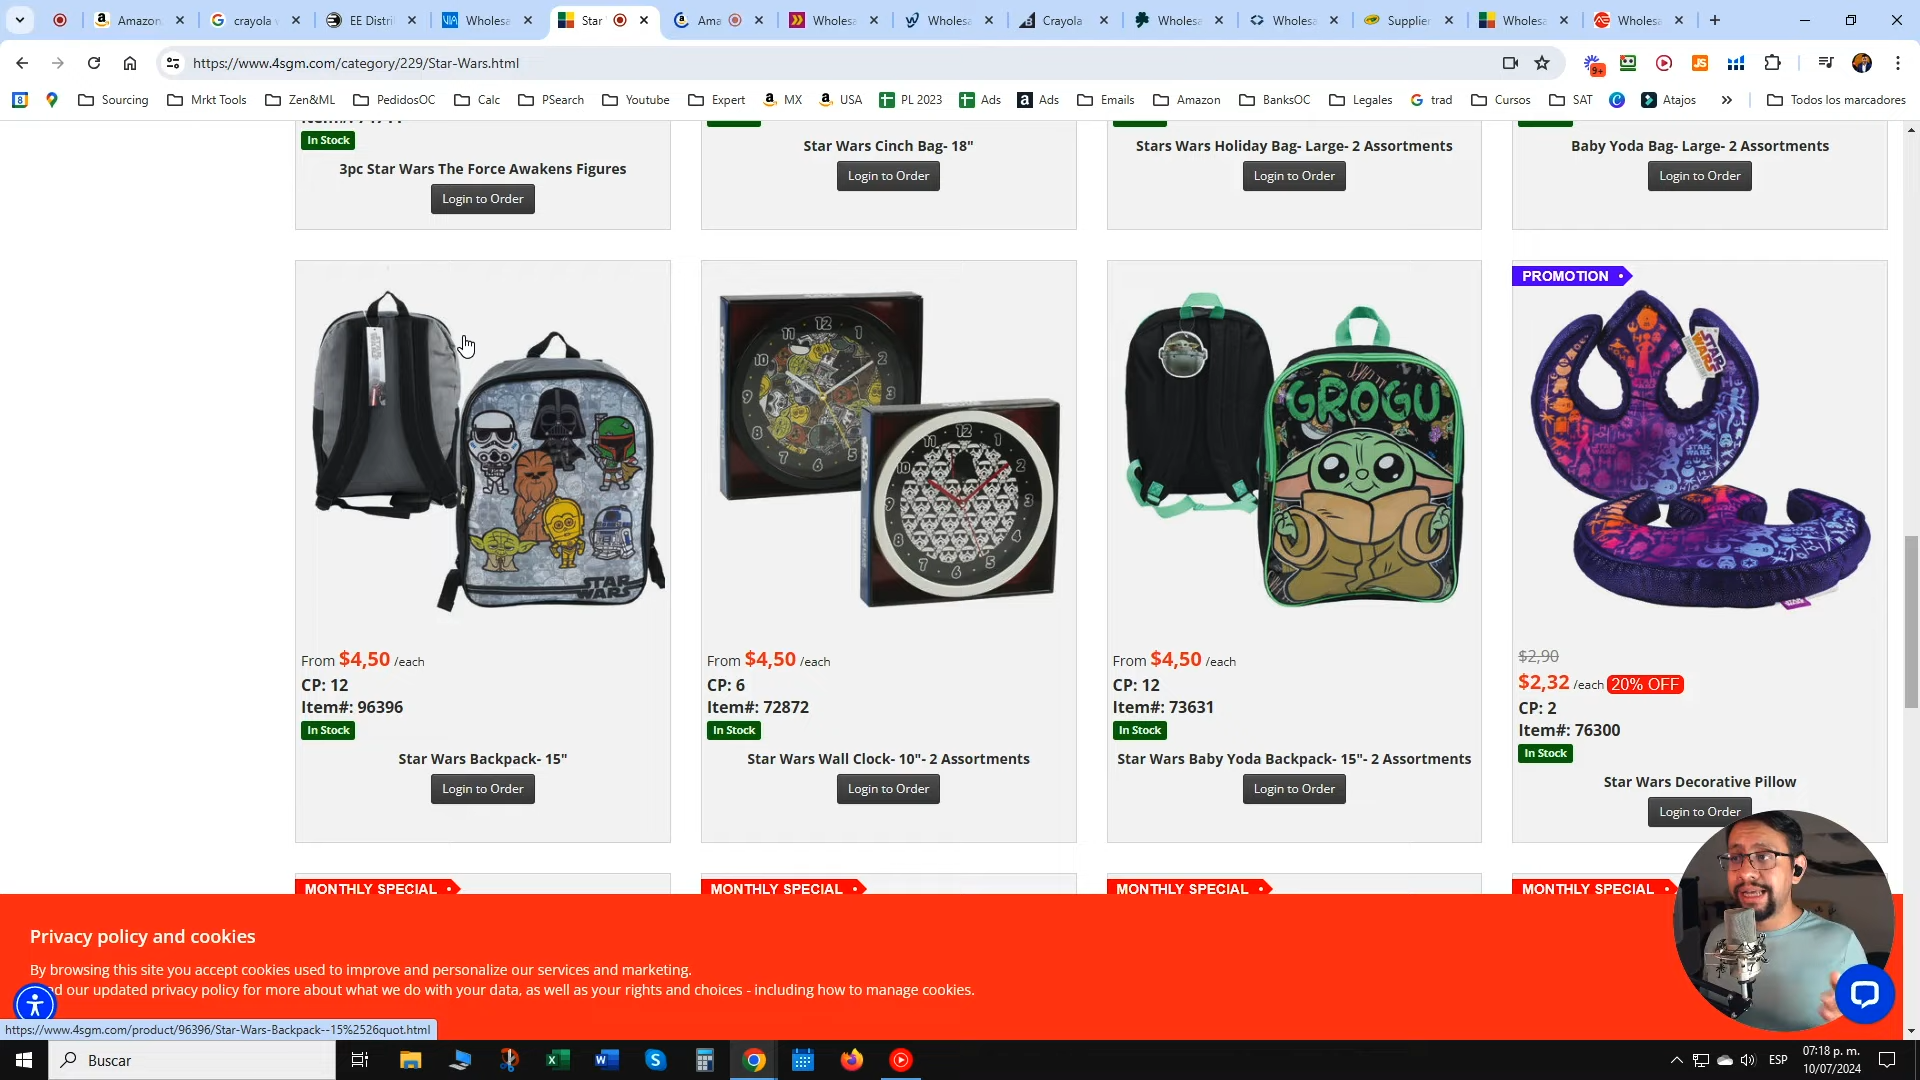 Amazon
crayola
EE Distri
Wholesa
Star
Ama
Wholesa
Wholesa
Crayola
Wholesa
Wholesa
Supplier
Wholesa
Wholesa
https://www.4sgm.com/category/229/Star-Wars.html
9+
Sourcing
Mrkt Tools
Zen&ML
PedidosOC
Calc
PSearch
Youtube
Expert
MX
USA
PL 2023
Ads
Ads
Emails
Amazon
BanksOC
Legales
trad
Cursos
SAT
Atajos
Todos los marcadores
In Stock
3pc Star Wars The Force Awakens Figures
Login to Order
Star Wars Cinch Bag- 18"
Login to Order
Stars Wars Holiday Bag- Large- 2 Assortments
Login to Order
Baby Yoda Bag- Large- 2 Assortments
Login to Order
STAR
WARS
From $4,50 /each
CP: 12
Item#: 96396
In Stock
Star Wars Backpack- 15"
Login to Order
From $4,50 /each
CP: 6
Item#: 72872
In Stock
Star Wars Wall Clock- 10"- 2 Assortments
Login to Order
GROGU
From $4,50 /each
CP: 12
Item#: 73631
In Stock
Star Wars Baby Yoda Backpack- 15"- 2 Assortments
Login to Order
PROMOTION
STAR
WARS
$2,90
$2,32 /each 20% OFF
CP: 2
Item#: 76300
In Stock
Star Wars Decorative Pillow
Login to Order
MONTHLY SPECIAL
MONTHLY SPECIAL
MONTHLY SPECIAL
MONTHLY SPECIAL
Privacy policy and cookies
By browsing this site you accept cookies used to improve and personalize our services and marketing.
our updated privacy policy for more about what we do with your data, as well as your rights and choices - including how to manage cookies.
https://www.4sgm.com/product/96396/Star-Wars-Backpack--15%2526quot.html
Buscar
ESP
07:18 p. m.
10/07/2024